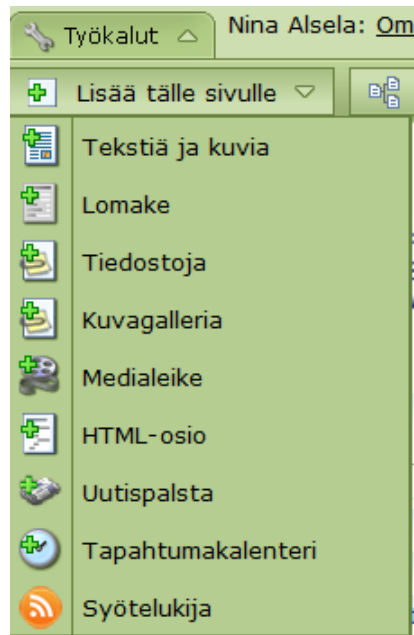 Työkalut
Nina Alsela: Om
Lisää tälle sivulle
Tekstiä ja kuvia
Lomake
Tiedostoja
Kuvagalleria
Medialeike
HTML-osio
Uutispalsta
Tapahtumakalenteri
Syötelukija